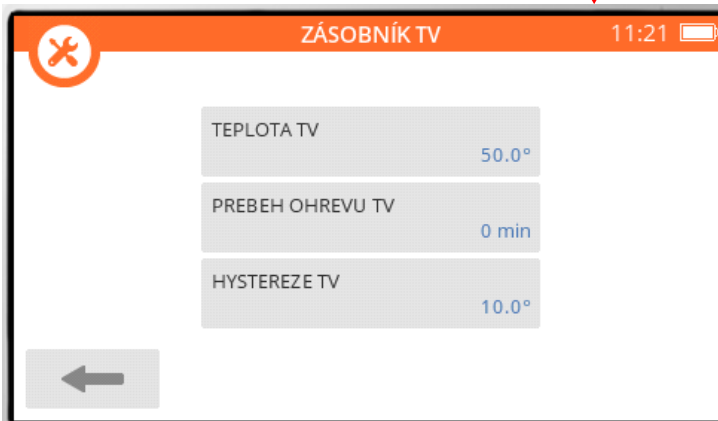 ZÁSOBNÍK TV
11:21
TEPLOTA TV
50.0°
PREBEH OHREVU TV
0 min
HYSTEREZE TV
10.0°